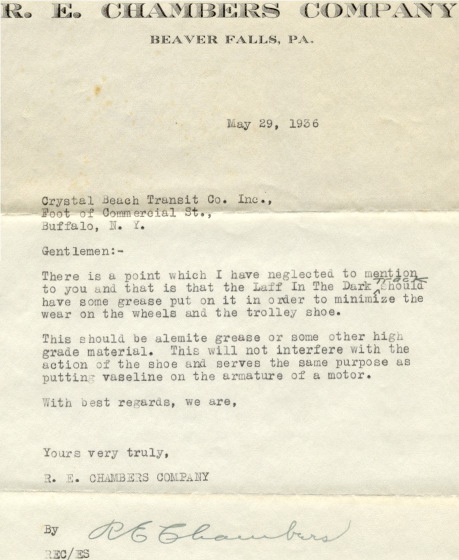 R. E. CHAMBERS COMPANY
BEAVER FALLS, PA.
May 29, 1936
Crystal Beach Transit Co. Inc.,
Foot of Commercial St.,
Buffalo, N. Y.
Gentlemen:-
There is a point which I have neglected to mention
to you and that is that the Laff In The Dark track should
have some grease put on it in order to minimize the
wear on the wheels and the trolley shoe.
This should be alemite grease or some other high
grade material. This will not interfere with the
action of the shoe and serves the same purpose as
putting vaseline on the armature of a motor.
With best regards, we are,
Yours very truly,
R. E. CHAMBERS COMPANY
By R E Chambers
REC/ES